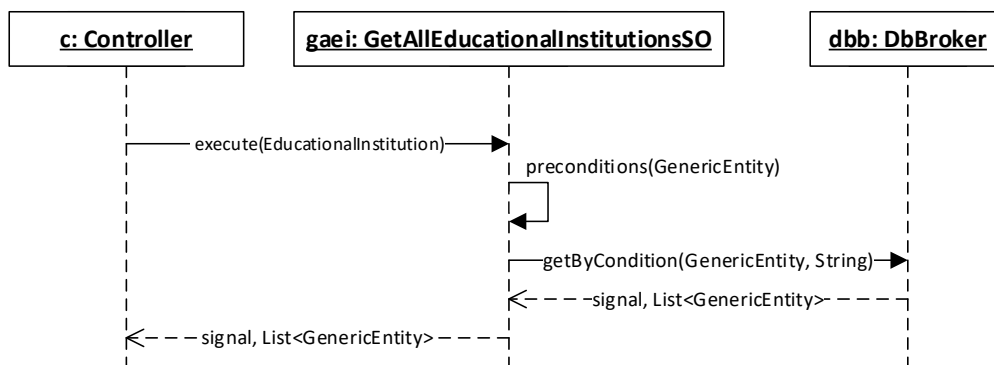 c: Controller
gaei: GetAllEducationalInstitutionsSO
dbb: DbBroker
execute(EducationalInstitution)
preconditions(GenericEntity)
getByCondition(GenericEntity, String)
signal, List<GenericEntity>
signal, List<GenericEntity>